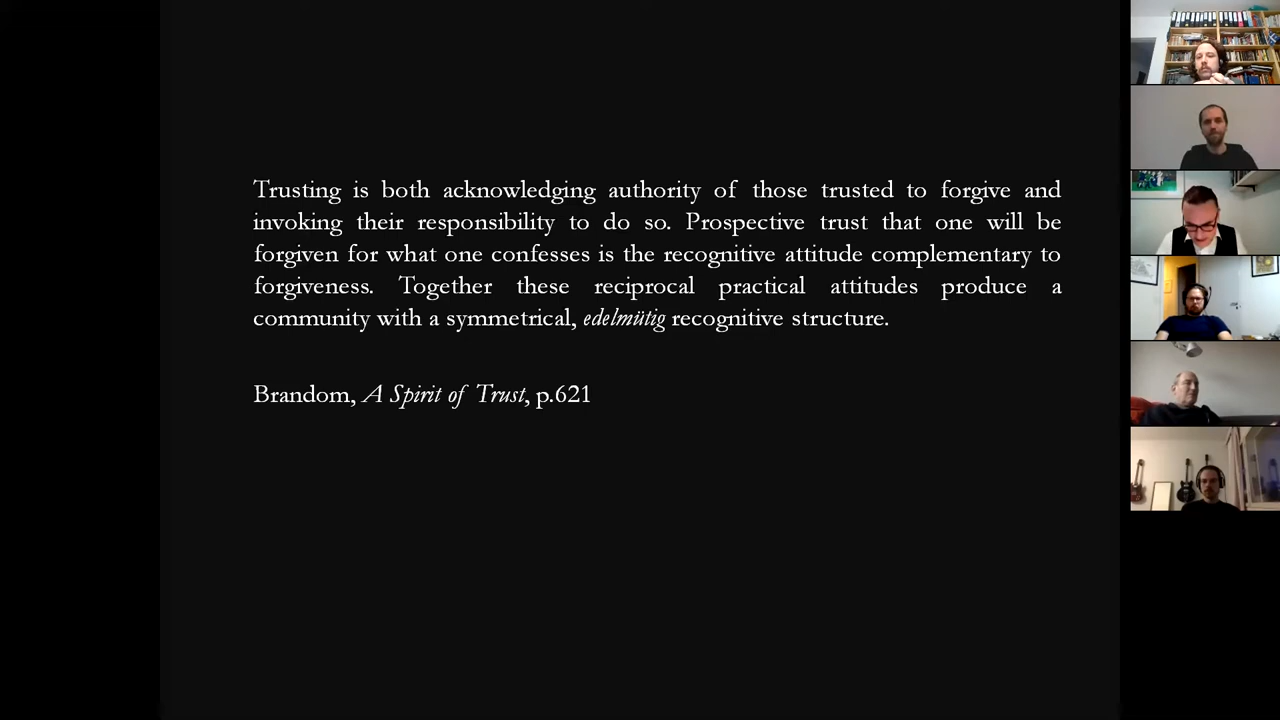 Trusting is both acknowledging authority of those trusted to forgive and
invoking their responsibility to do so. Prospective trust that one will be
forgiven for what one confesses is the recognitive attitude complementary to
forgiveness. Together these reciprocal practical attitudes produce a
community with a symmetrical, edelmütig recognitive structure.
Brandom, A Spirit of Trust, p.621